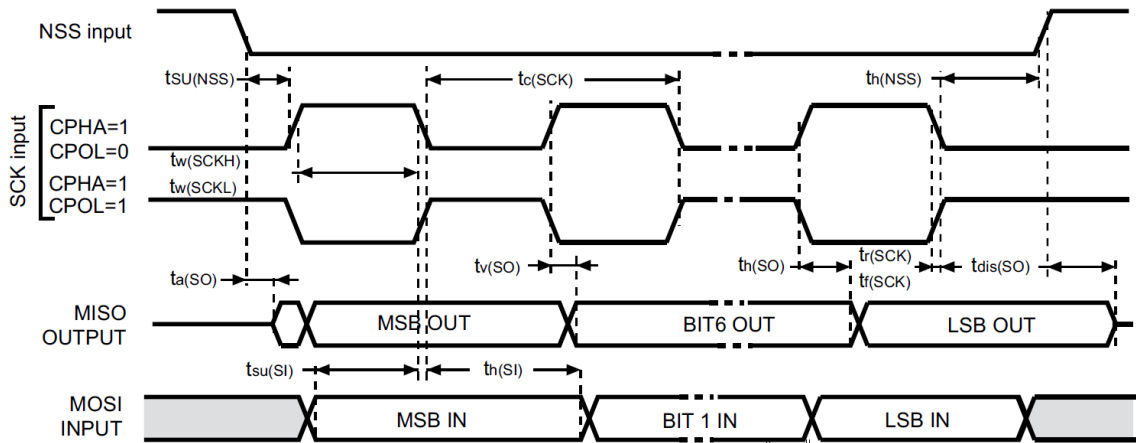 NSS input
tSU(NSS)
tc(SCK)
th(NSS)
SCK input
CPHA=1
CPOL=0
tw(SCKH)
CPHA=1
tw(SCKL)
CPOL=1
ta(SO)
tv(SO)
th(SO)
tr(SCK)
tf(SCK)
tdis(SO)
MISO
OUTPUT
MSB OUT
BIT6 OUT
LSB OUT
tsu(SI)
th(SI)
MOSI
INPUT
MSB IN
BIT 1 IN
LSB IN